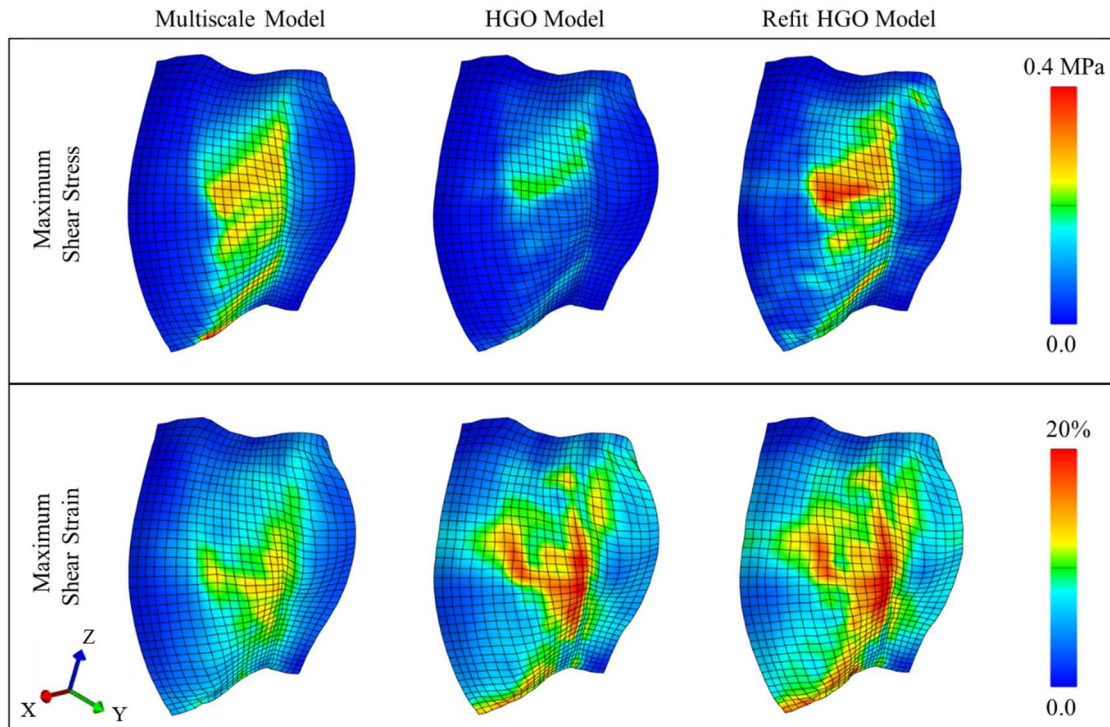 Multiscale Model
HGO Model
Refit HGO Model
Maximum
Shear Stress
0.4 MPa
0.0
Maximum
Shear Strain
20%
0.0
Z
X
Y